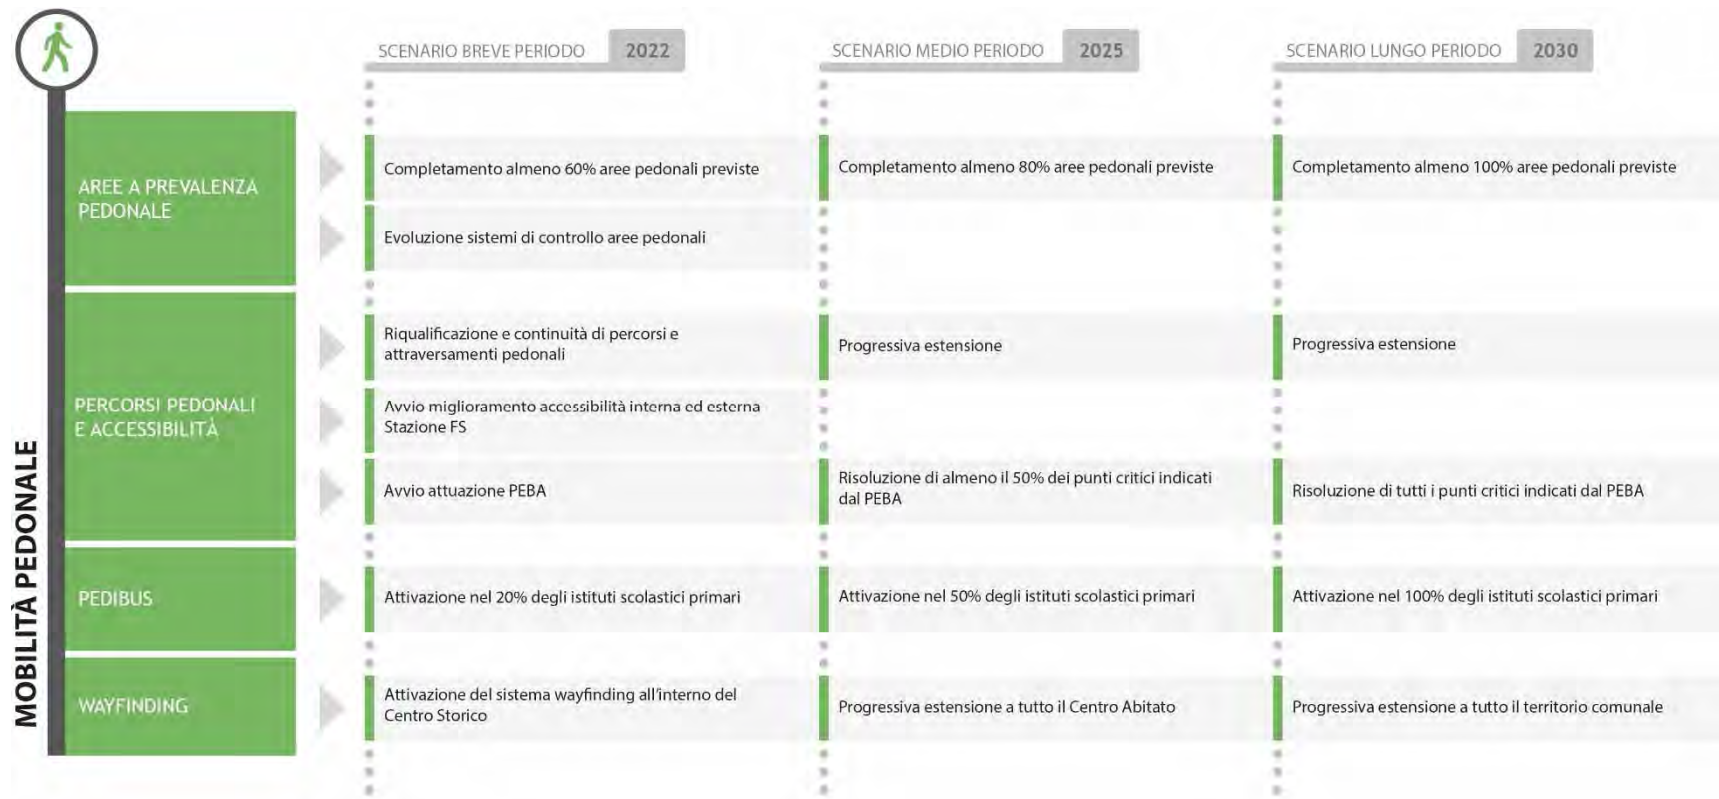 SCENARIO BREVE PERIODO 2022
SCENARIO MEDIO PERIODO 2025
SCENARIO LUNGO PERIODO 2030
MOBILITÀ PEDONALE
AREE A PREVALENZA
PEDONALE
Completamento almeno 60% aree pedonali previste
Completamento almeno 80% aree pedonali previste
Completamento almeno 100% aree pedonali previste
Evoluzione sistemi di controllo aree pedonali
PERCORSI PEDONALI
E ACCESSIBILITÀ
Riqualificazione e continuità di percorsi e
attraversamenti pedonali
Progressiva estensione
Progressiva estensione
Avvio miglioramento accessibilità interna ed esterna
Stazione FS
Avvio attuazione PEBA
Risoluzione di almeno il 50% dei punti critici indicati
dal PEBA
Risoluzione di tutti i punti critici indicati dal PEBA
PEDIBUS
Attivazione nel 20% degli istituti scolastici primari
Attivazione nel 50% degli istituti scolastici primari
Attivazione nel 100% degli istituti scolastici primari
WAYFINDING
Attivazione del sistema wayfinding all'interno del
Centro Storico
Progressiva estensione a tutto il Centro Abitato
Progressiva estensione a tutto il territorio comunale